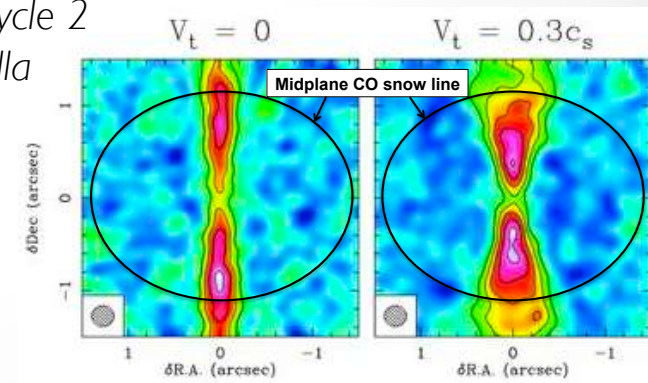 ycle 2
lla
V_t = 0
V_t = 0.3c_s
Midplane CO snow line
δDec (arcsec)
1
0
−1
1
0
−1
δR.A. (arcsec)
1
0
−1
δR.A. (arcsec)